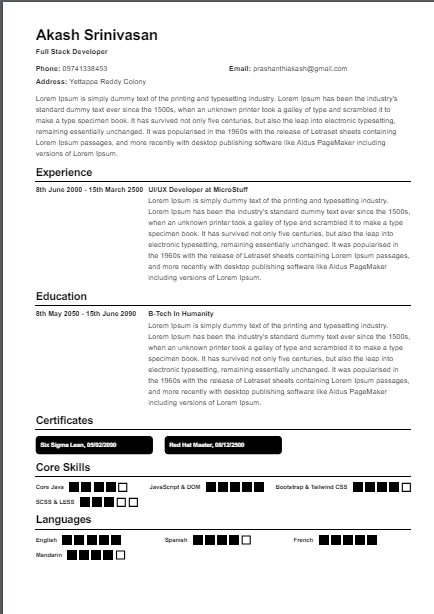 Akash Srinivasan
Full Stack Developer
Phone: 09741338453 Email: prashanthiakash@gmail.com
Address: Yettappa Reddy Colony
Lorem Ipsum is simply dummy text of the printing and typesetting industry. Lorem Ipsum has been the industry's
standard dummy text ever since the 1500s, when an unknown printer took a galley of type and scrambled it to
make a type specimen book. It has survived not only five centuries, but also the leap into electronic typesetting,
remaining essentially unchanged. It was popularised in the 1960s with the release of Letraset sheets containing
Lorem Ipsum passages, and more recently with desktop publishing software like Aldus PageMaker including
versions of Lorem Ipsum.
Experience
8th June 2000 - 15th March 2500 UI/UX Developer at MicroStuff
Lorem Ipsum is simply dummy text of the printing and typesetting industry.
Lorem Ipsum has been the industry's standard dummy text ever since the 1500s,
when an unknown printer took a galley of type and scrambled it to make a type
specimen book. It has survived not only five centuries, but also the leap into
electronic typesetting, remaining essentially unchanged. It was popularised in
the 1960s with the release of Letraset sheets containing Lorem Ipsum passages,
and more recently with desktop publishing software like Aldus PageMaker
including versions of Lorem Ipsum.
Education
8th May 2050 - 15th June 2090 B-Tech In Humanity
Lorem Ipsum is simply dummy text of the printing and typesetting industry.
Lorem Ipsum has been the industry's standard dummy text ever since the 1500s,
when an unknown printer took a galley of type and scrambled it to make a type
specimen book. It has survived not only five centuries, but also the leap into
electronic typesetting, remaining essentially unchanged. It was popularised in
the 1960s with the release of Letraset sheets containing Lorem Ipsum passages,
and more recently with desktop publishing software like Aldus PageMaker
including versions of Lorem Ipsum.
Certificates
Six Sigma Lean, 05/02/2090 Red Hat Master, 08/12/2500
Core Skills
Core Java JavaScript & DOM Bootstrap & Tailwind CSS
SCSS & LESS
Languages
English Spanish French
Mandarin